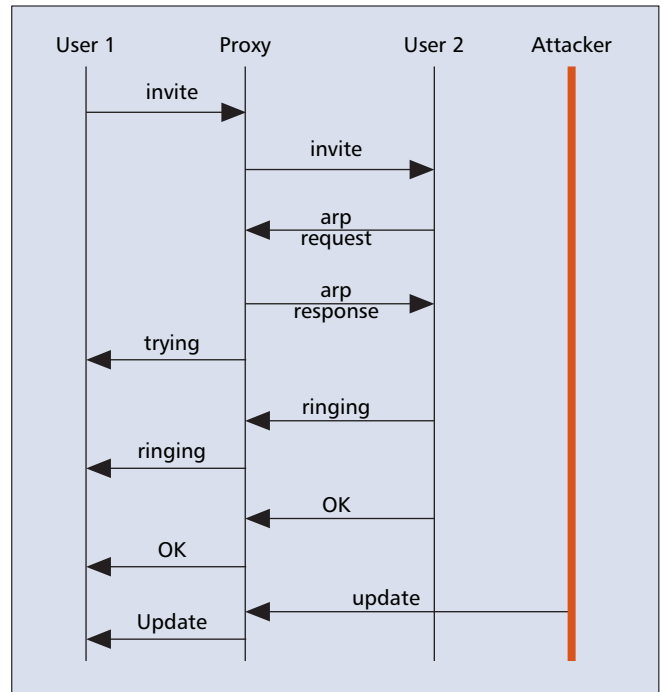 User 1 Proxy User 2 Attacker
invite
invite
arp
request
arp
response
trying
ringing
ringing
OK
OK
update
Update